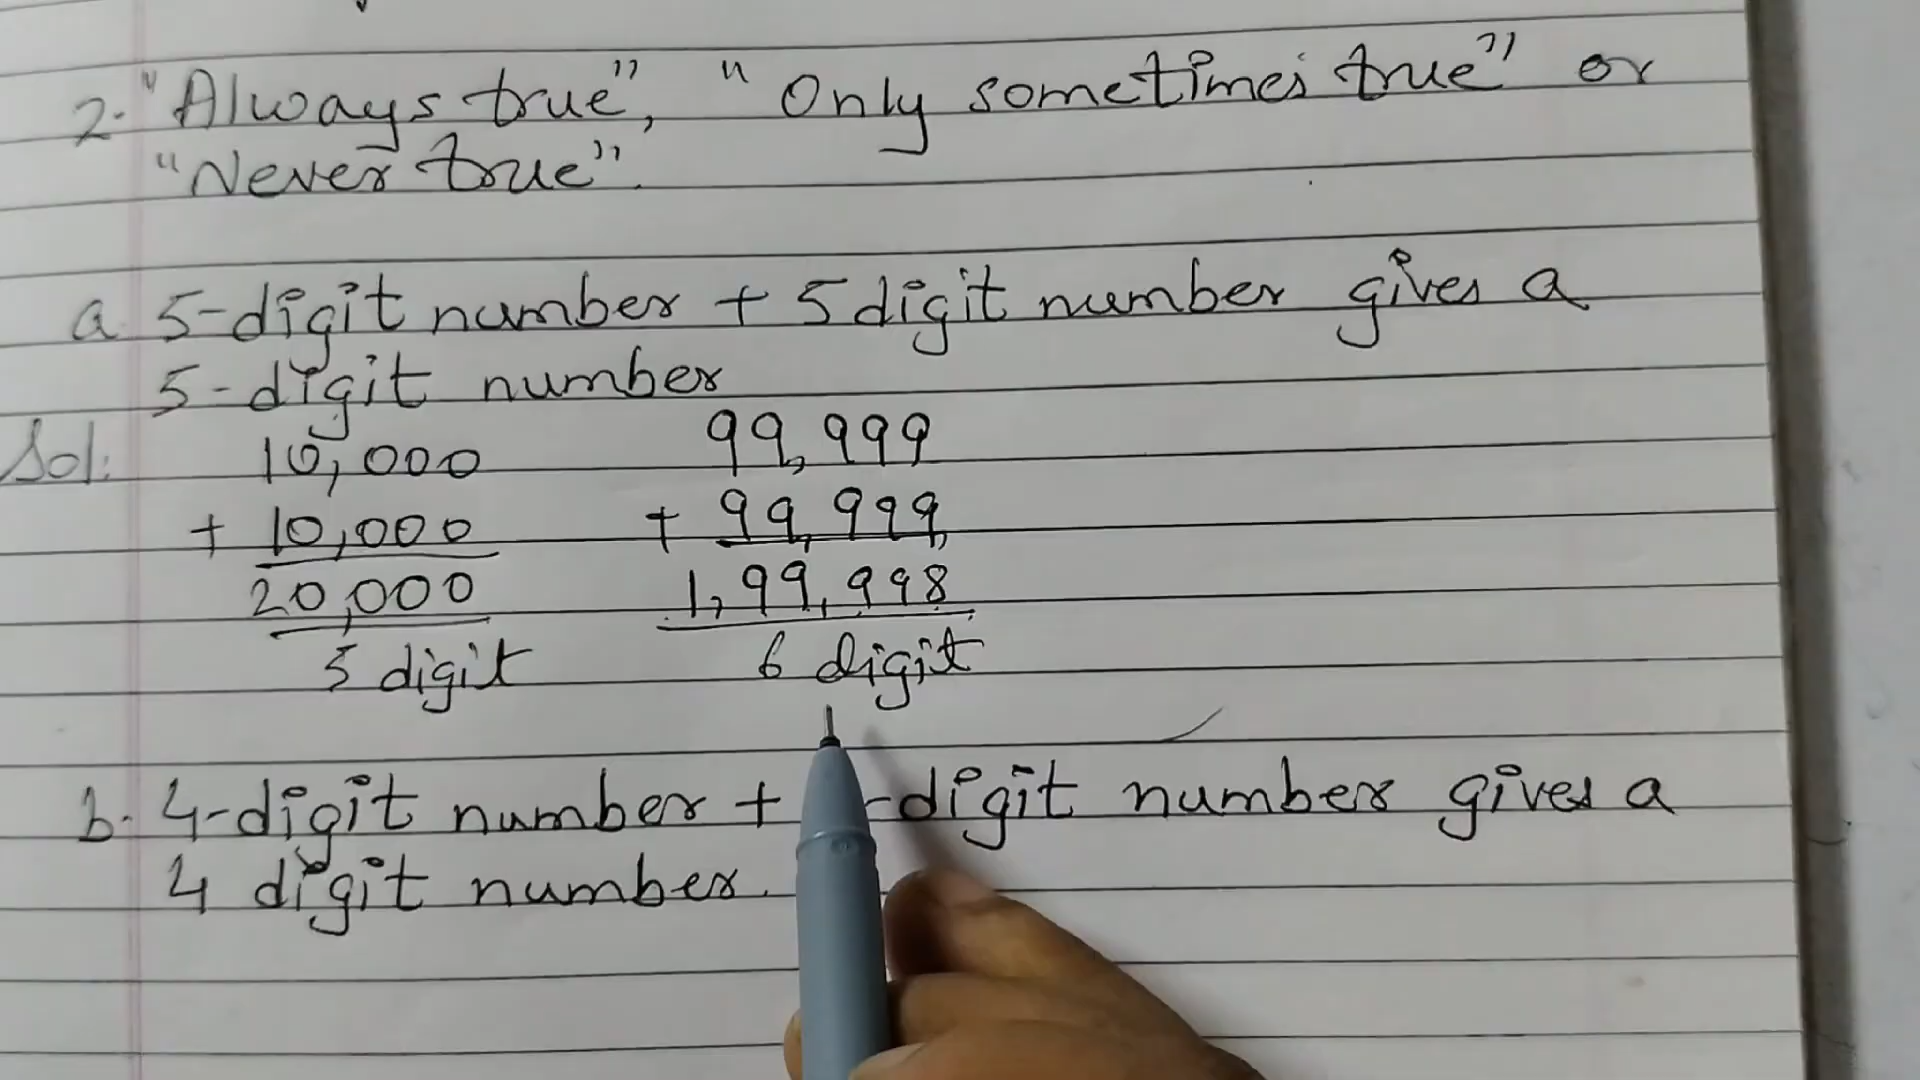 2. "Always true", "Only sometimes true" or
"Never true".
a. 5-digit number + 5 digit number gives a
5-digit number
Sol: 10,000 99,999
+ 10,000 + 99,999
20,000 1,99,998
5 digit 6 digit
b. 4-digit number + -digit number gives a
4 digit number.